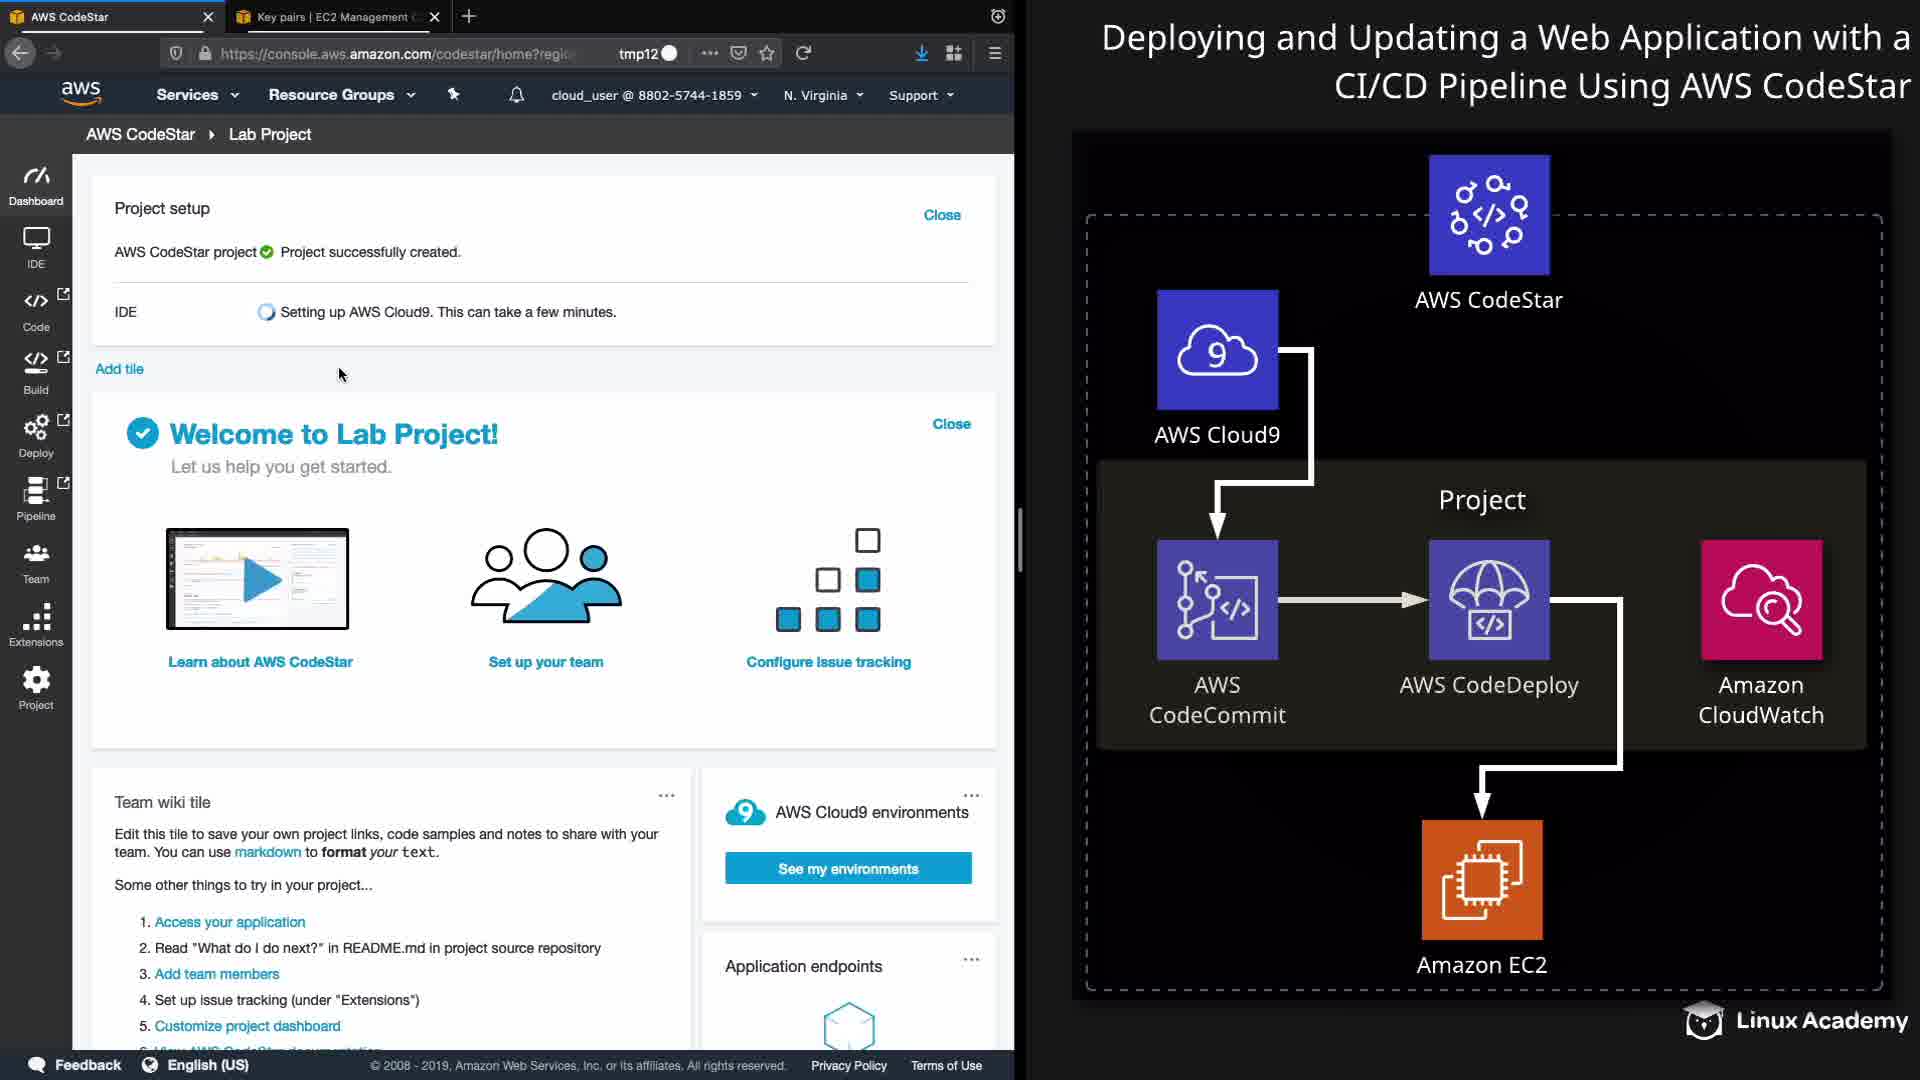 AWS CodeStar
Key pairs | EC2 Management
https://console.aws.amazon.com/codestar/home?regio
tmp12
aws
Services
Resource Groups
cloud_user @ 8802-5744-1859
N. Virginia
Support
AWS CodeStar
Lab Project
Dashboard
IDE
Code
Build
Deploy
Pipeline
Team
Extensions
Project
Project setup
Close
AWS CodeStar project
Project successfully created.
IDE
Setting up AWS Cloud9. This can take a few minutes.
Add tile
Welcome to Lab Project!
Close
Let us help you get started.
Learn about AWS CodeStar
Set up your team
Configure issue tracking
Team wiki tile
Edit this tile to save your own project links, code samples and notes to share with your
team. You can use markdown to format your text.
Some other things to try in your project...
1. Access your application
2. Read "What do I do next?" in README.md in project source repository
3. Add team members
4. Set up issue tracking (under "Extensions")
5. Customize project dashboard
9
AWS Cloud9 environments
See my environments
Application endpoints
Feedback
English (US)
© 2008 - 2019, Amazon Web Services, Inc. or its affiliates. All rights reserved.
Privacy Policy
Terms of Use
Deploying and Updating a Web Application with a
CI/CD Pipeline Using AWS CodeStar
</>
AWS CodeStar
9
AWS Cloud9
Project
</>
AWS
CodeCommit
</>
AWS CodeDeploy
Amazon
CloudWatch
Amazon EC2
Linux Academy